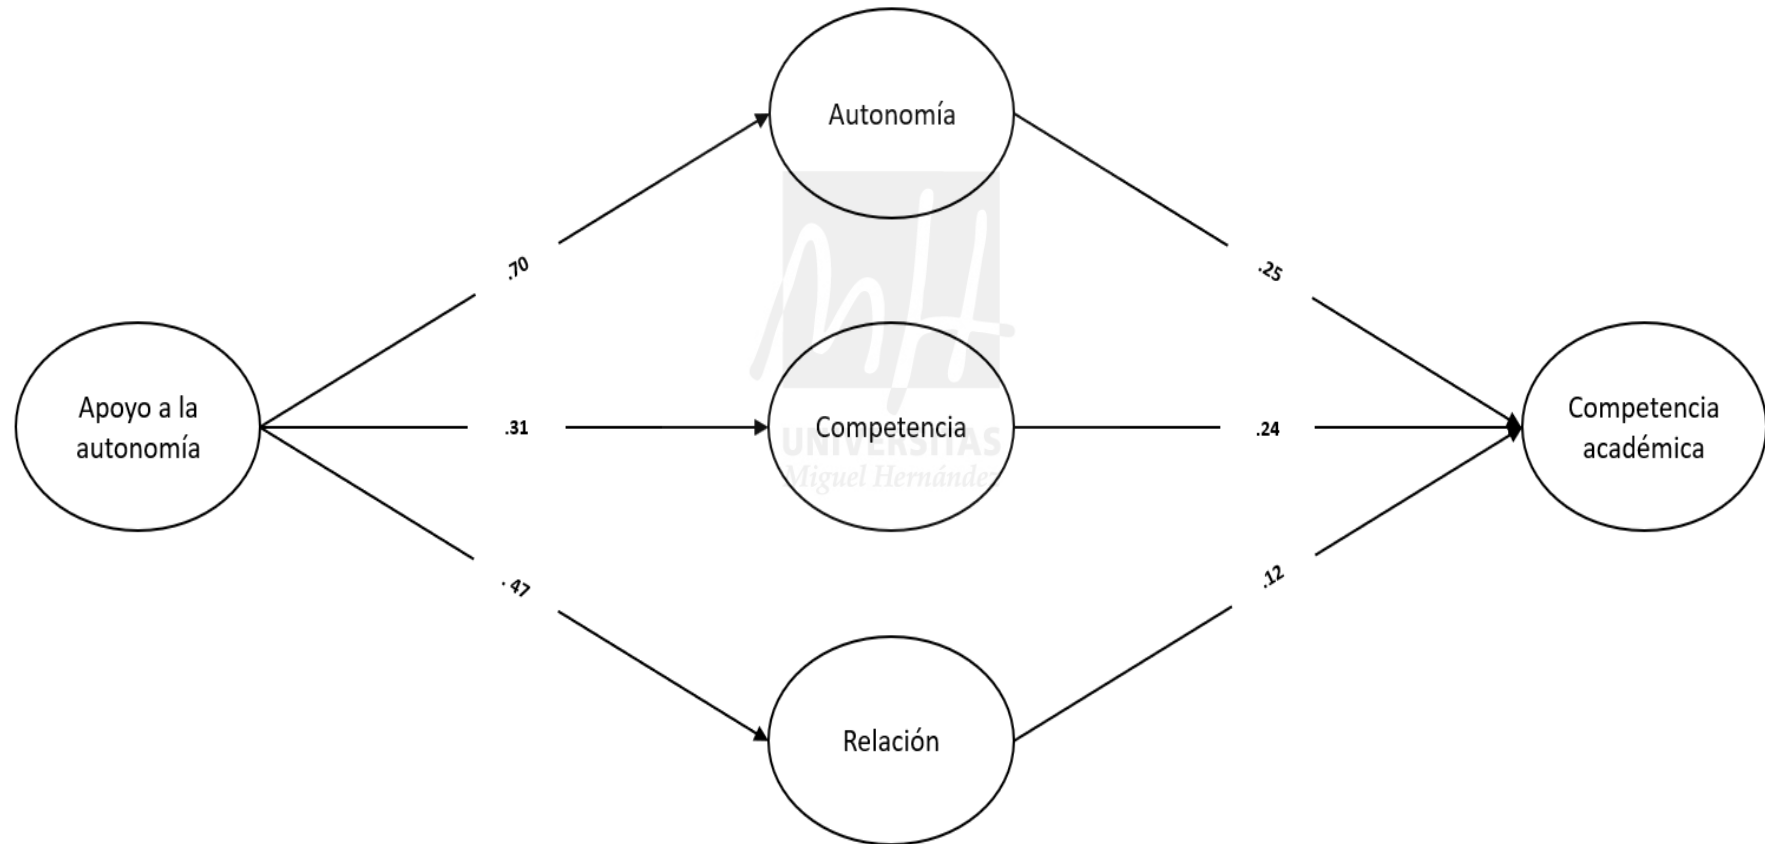 Autonomía
.70
.25
Apoyo a la
autonomía
.31
Competencia
.24
Competencia
académica
UNIVERSITAS
Miguel Hernández
. 47
.12
Relación